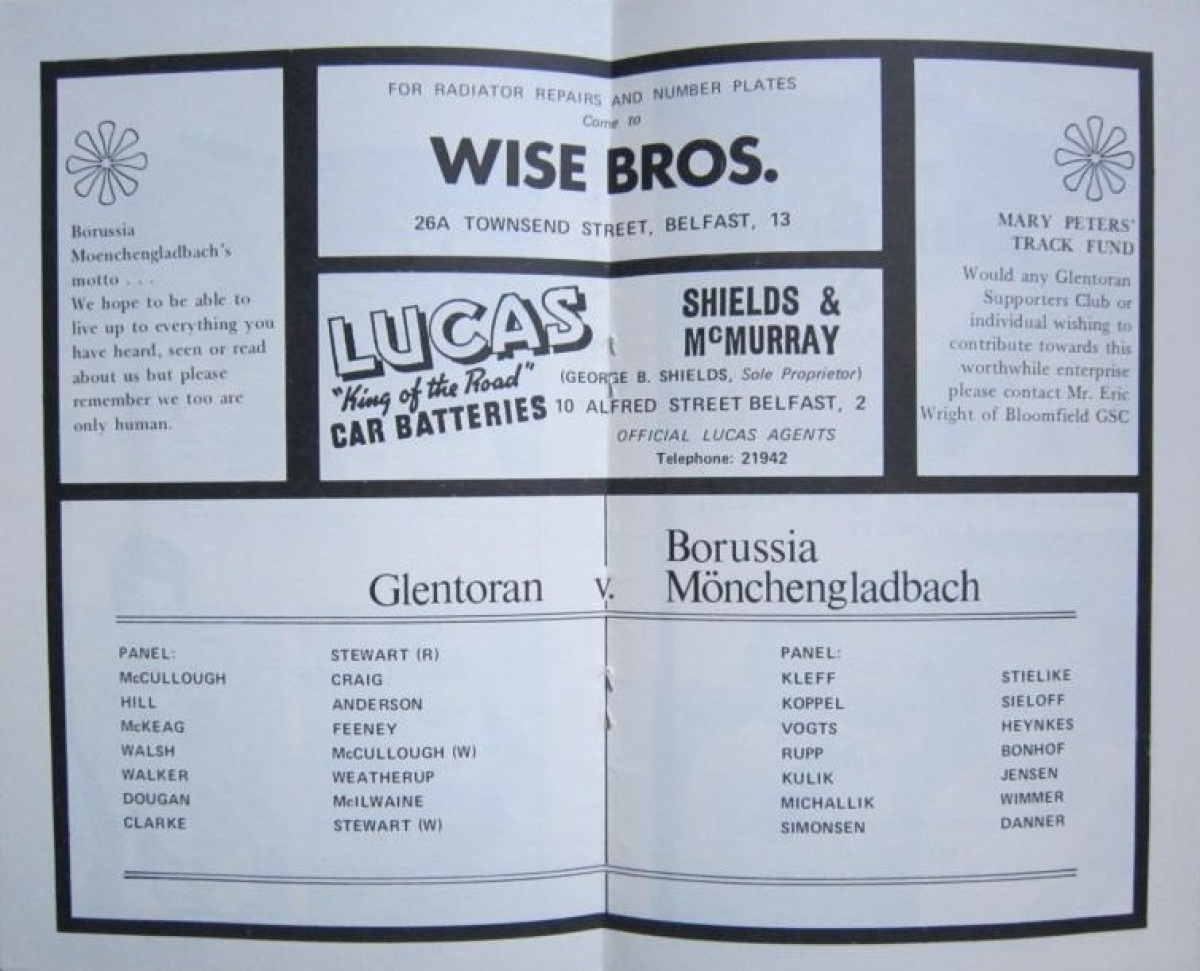 Borussia
Moenchengladbach's
motto . . .
We hope to be able to
live up to everything you
have heard, seen or read
about us but please
remember we too are
only human.
FOR RADIATOR REPAIRS AND NUMBER PLATES
Come to
WISE BROS.
26A TOWNSEND STREET, BELFAST, 13
LUCAS
"King of the Road"
CAR BATTERIES
SHIELDS &
McMURRAY
(GEORGE B. SHIELDS, Sole Proprietor)
10 ALFRED STREET BELFAST, 2
OFFICIAL LUCAS AGENTS
Telephone: 21942
MARY PETERS'
TRACK FUND
Would any Glentoran
Supporters Club or
individual wishing to
contribute towards this
worthwhile enterprise
please contact Mr. Eric
Wright of Bloomfield GSC
Glentoran v. Borussia
Mönchengladbach
PANEL:
McCULLOUGH
HILL
McKEAG
WALSH
WALKER
DOUGAN
CLARKE
STEWART (R)
CRAIG
ANDERSON
FEENEY
McCULLOUGH (W)
WEATHERUP
McILWAINE
STEWART (W)
PANEL:
KLEFF
KOPPEL
VOGTS
RUPP
KULIK
MICHALLIK
SIMONSEN
STIELIKE
SIELOFF
HEYNKES
BONHOF
JENSEN
WIMMER
DANNER